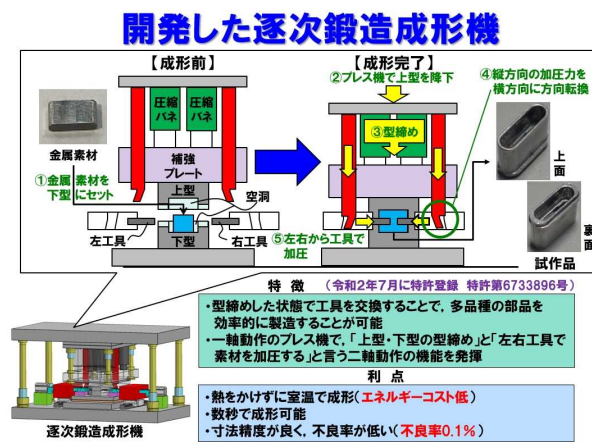 開発した逐次鍛造成形機
【成形前】
【成形完了】
②プレス機で上型を降下
④縦方向の加圧力を
横方向に方向転換
圧縮
バネ
圧縮
バネ
③型締め
金属素材
補強
プレート
①金属素材を
下型にセット
上型
空洞
下型
左工具
右工具
⑤左右から工具で
加圧
上
面
裏
面
試作品
特 徴
(令和2年7月に特許登録 特許第6733896号)
・型締めした状態で工具を交換することで,多品種の部品を
効率的に製造することが可能
・一軸動作のプレス機で,「上型・下型の型締め」と「左右工具で
素材を加圧する」と言う二軸動作の機能を発揮
利 点
・熱をかけずに室温で成形(エネルギーコスト低)
・数秒で成形可能
・寸法精度が良く,不良率が低い(不良率0.1%)
逐次鍛造成形機